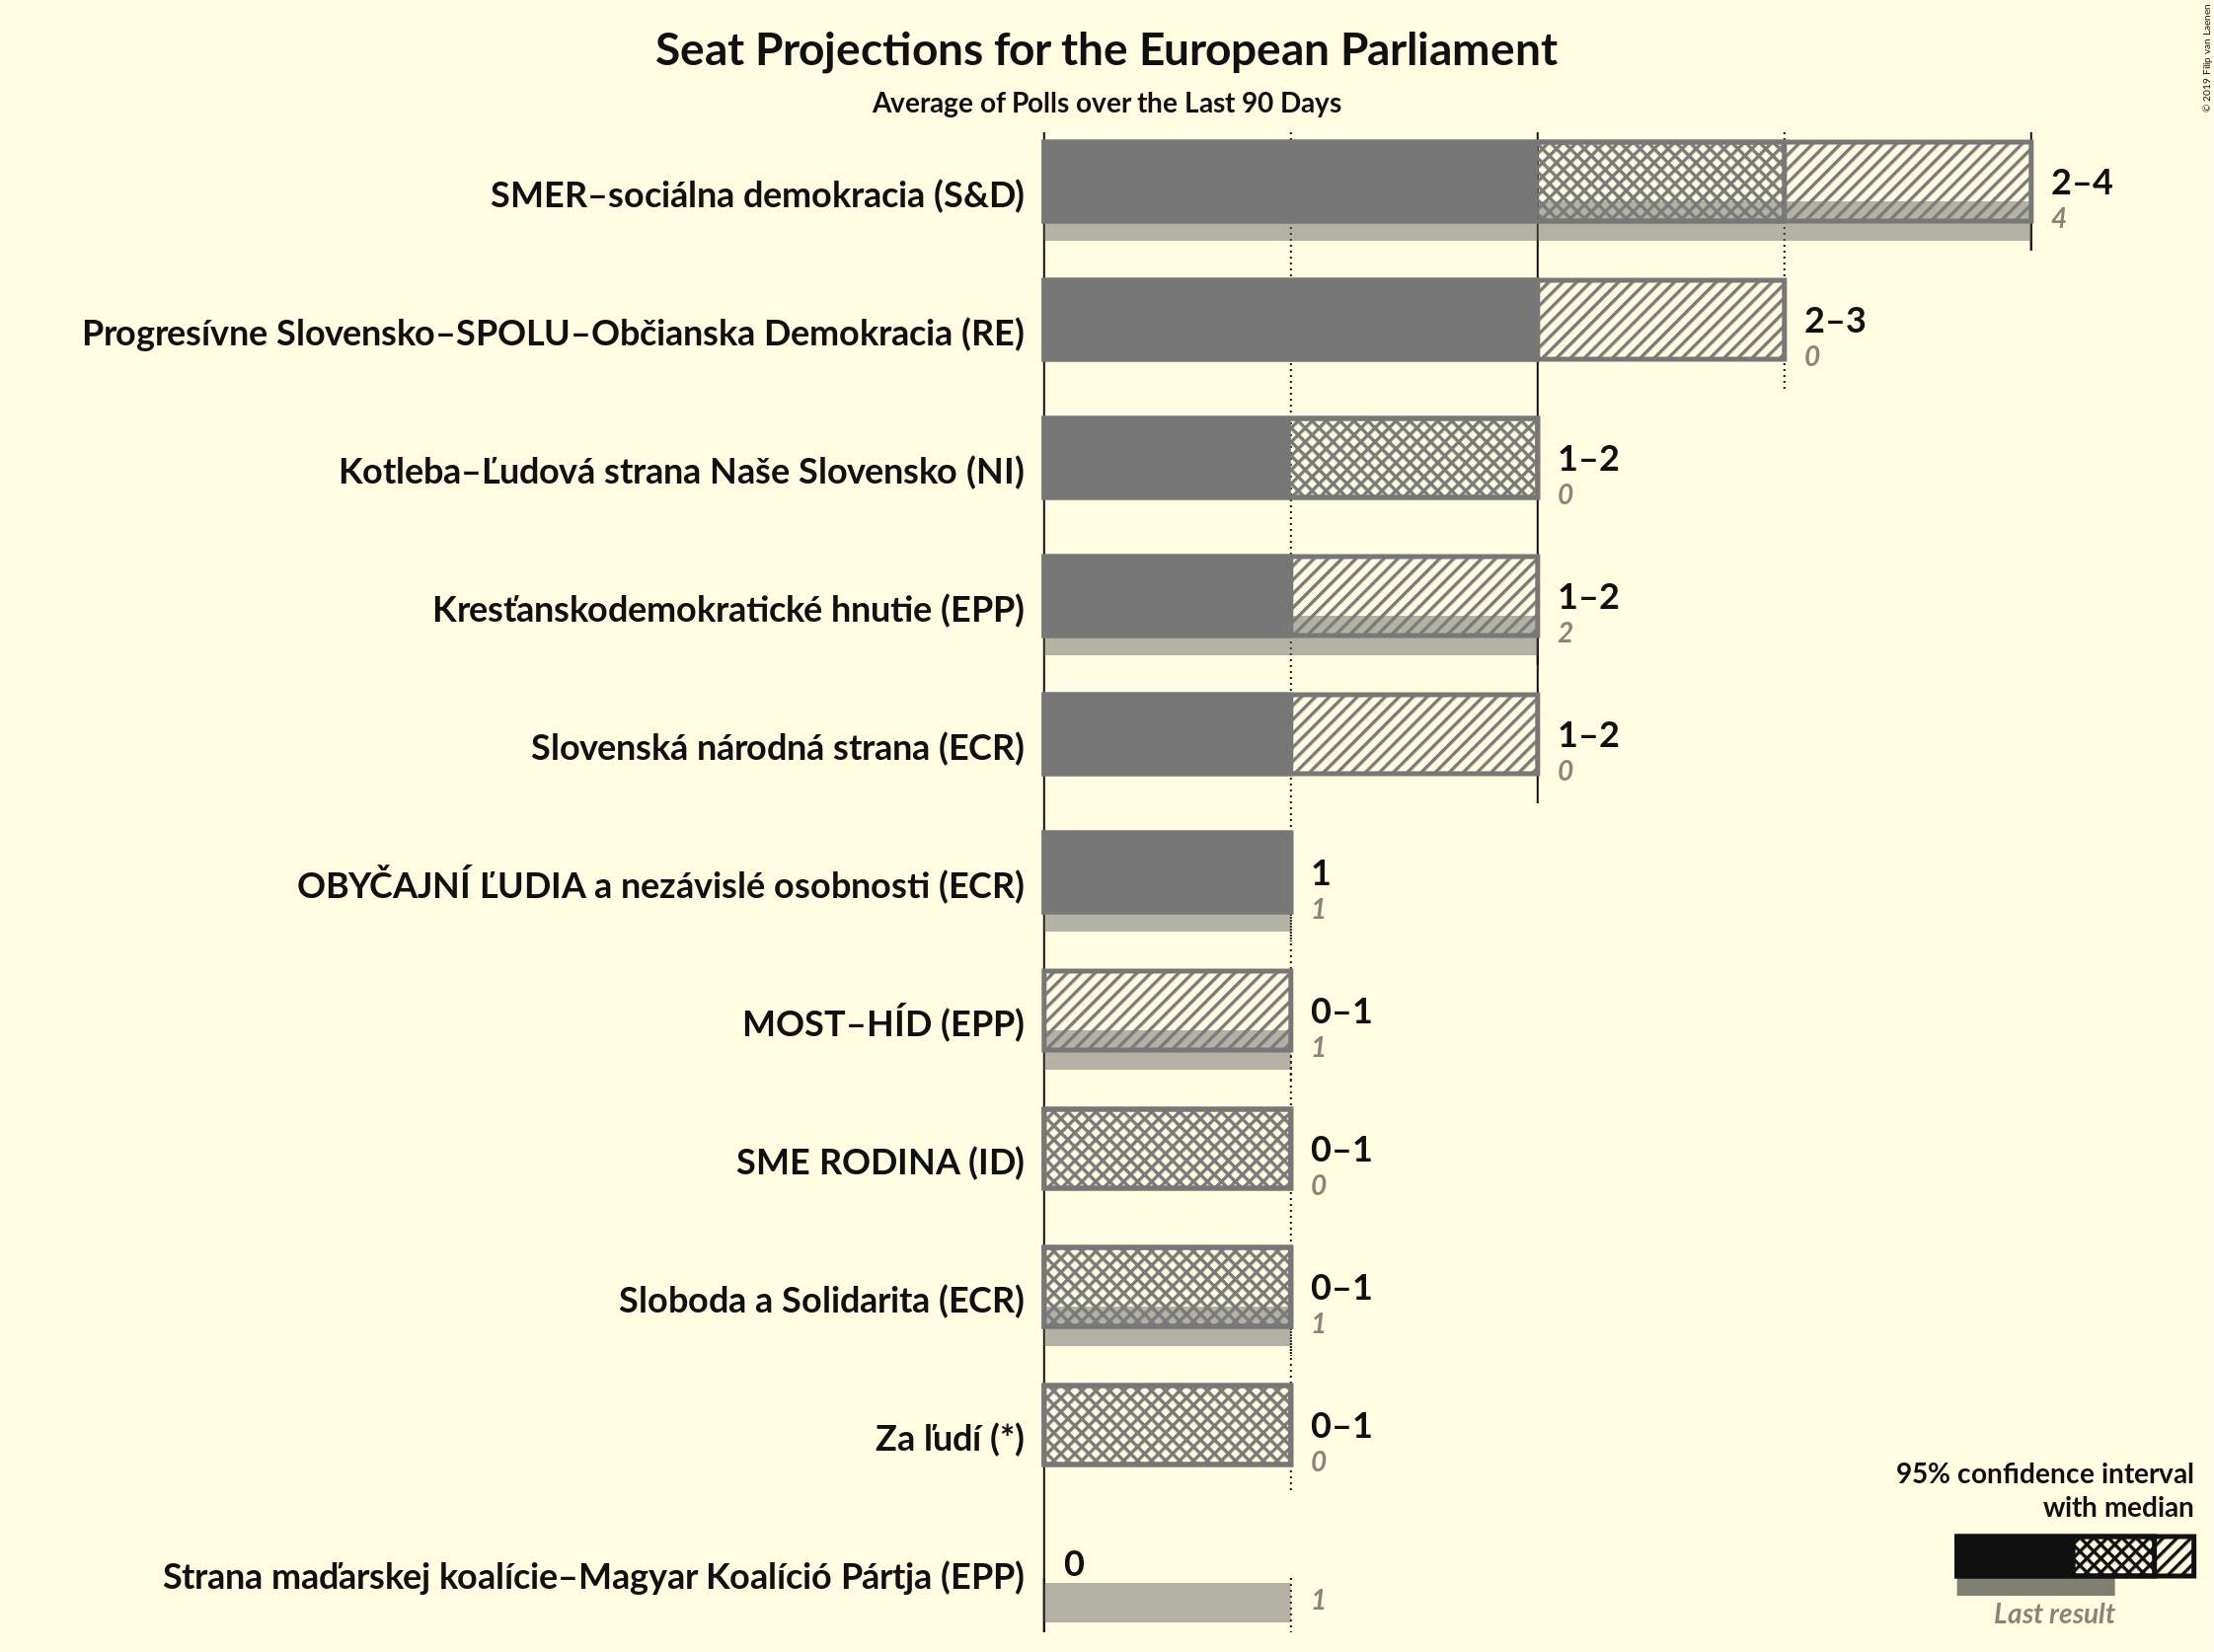 Seat Projections for the European Parliament
Average of Polls over the Last 90 Days
© 2019 Filip van Laenen
SMER–sociálna demokracia (S&D)
2–4
4
Progresívne Slovensko–SPOLU–Občianska Demokracia (RE)
2–3
0
Kotleba–Ľudová strana Naše Slovensko (NI)
1–2
0
Kresťanskodemokratické hnutie (EPP)
1–2
2
Slovenská národná strana (ECR)
1–2
0
OBYČAJNÍ ĽUDIA a nezávislé osobnosti (ECR)
1
1
MOST–HÍD (EPP)
0–1
1
SME RODINA (ID)
0–1
0
Sloboda a Solidarita (ECR)
0–1
1
Za ľudí (*)
0–1
0
Strana maďarskej koalície–Magyar Koalíció Pártja (EPP)
0
1
95% confidence interval
with median
Last result